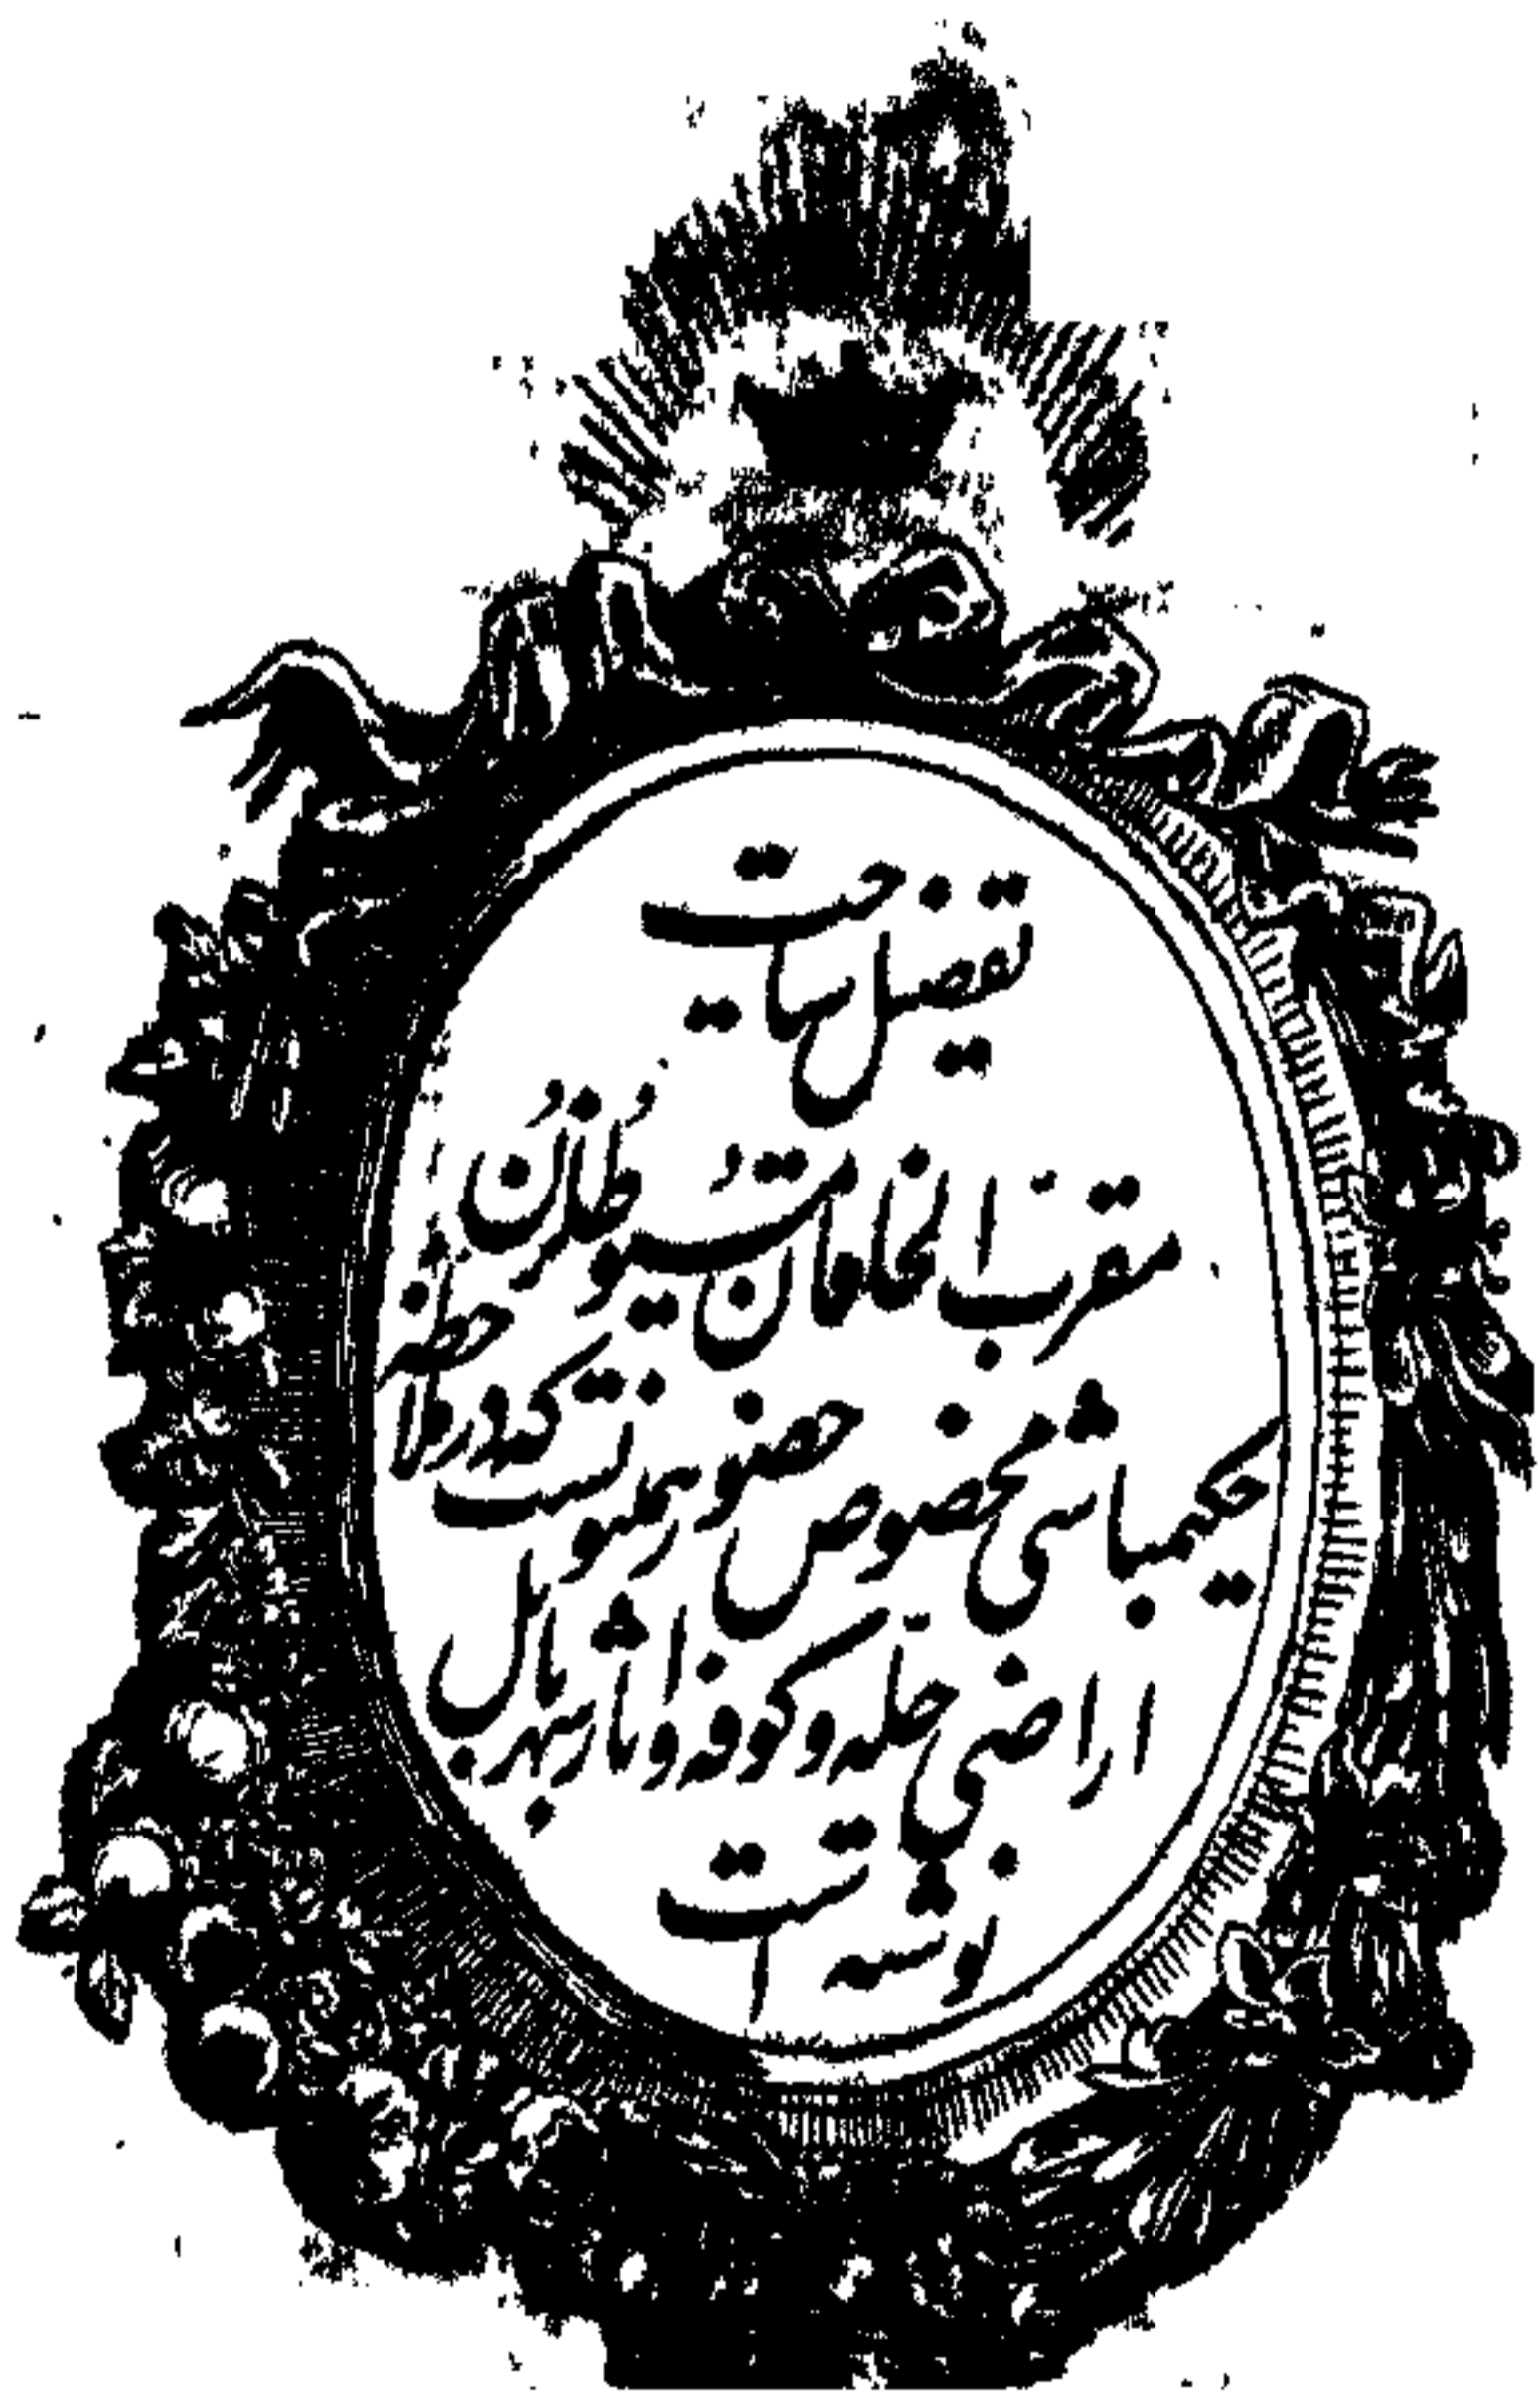 تفصیل سیاحت
مقرب الخاقان مسیو طولوزان
حکیمباشی مخصوص حضور همایونست که در
اراضی حله و کوفه و آثار شهر بابل
نوشته است